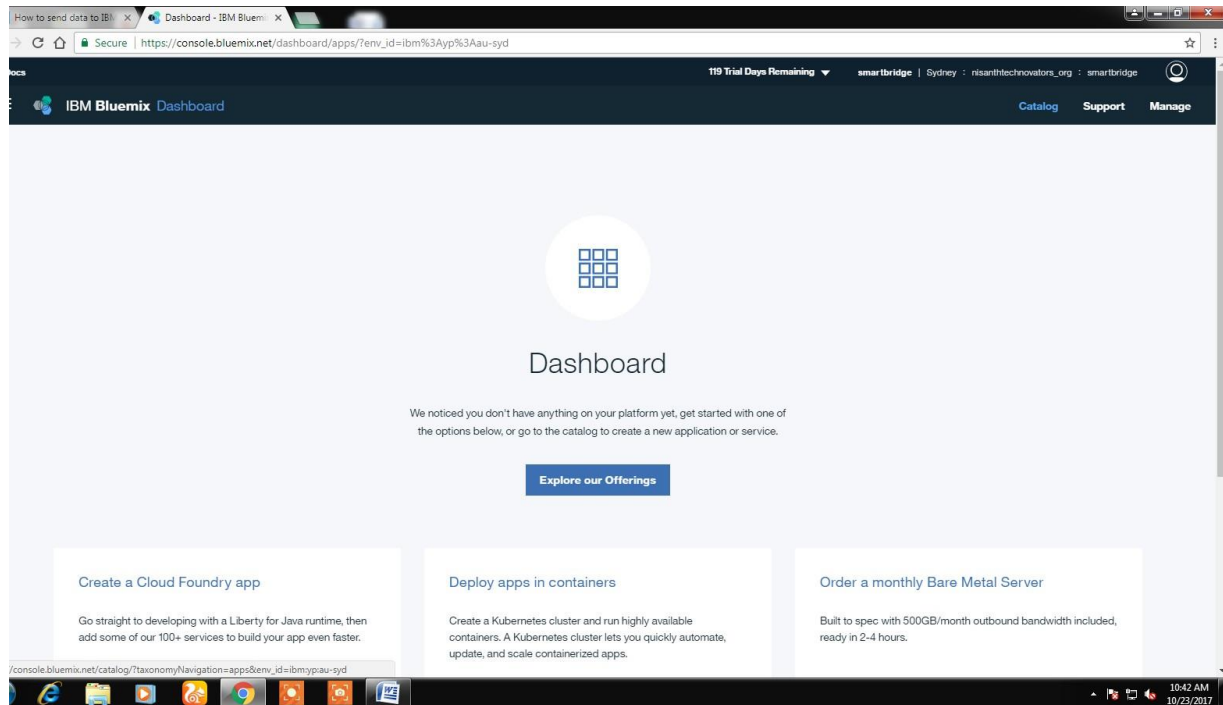 How to send data to IBM
Dashboard - IBM Bluemi
Secure | https://console.bluemix.net/dashboard/apps/?env_id=ibm%3Ayp%3Aau-syd
Docs
119 Trial Days Remaining
smartbridge | Sydney : nisanthtechnovators_org : smartbridge
IBM Bluemix Dashboard
Catalog Support Manage
Dashboard
We noticed you don't have anything on your platform yet, get started with one of
the options below, or go to the catalog to create a new application or service.
Explore our Offerings
Create a Cloud Foundry app
Go straight to developing with a Liberty for Java runtime, then
add some of our 100+ services to build your app even faster.
Deploy apps in containers
Create a Kubernetes cluster and run highly available
containers. A Kubernetes cluster lets you quickly automate,
update, and scale containerized apps.
Order a monthly Bare Metal Server
Built to spec with 500GB/month outbound bandwidth included,
ready in 2-4 hours.
/console.bluemix.net/catalog/?taxonomyNavigation=apps&env_id=ibm:yp:au-syd
10:42 AM
10/23/2017